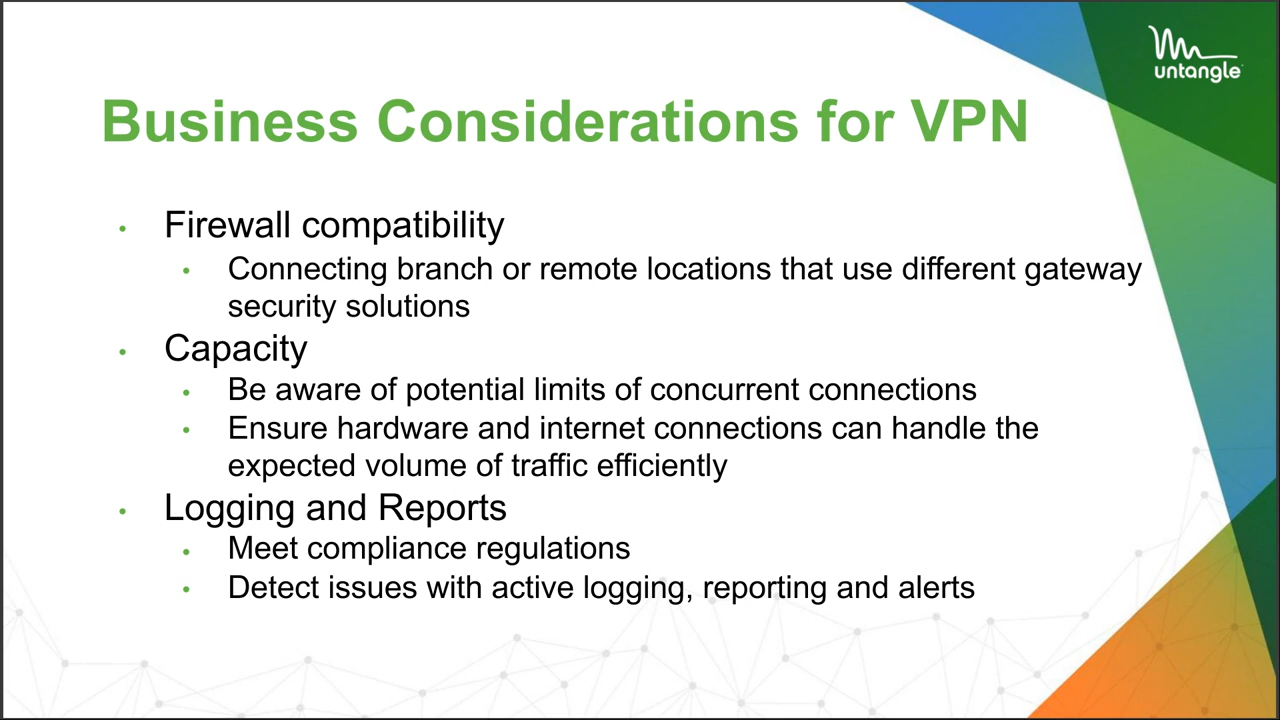 untangle
Business Considerations for VPN
• Firewall compatibility
• Connecting branch or remote locations that use different gateway
security solutions
• Capacity
• Be aware of potential limits of concurrent connections
• Ensure hardware and internet connections can handle the
expected volume of traffic efficiently
• Logging and Reports
• Meet compliance regulations
• Detect issues with active logging, reporting and alerts